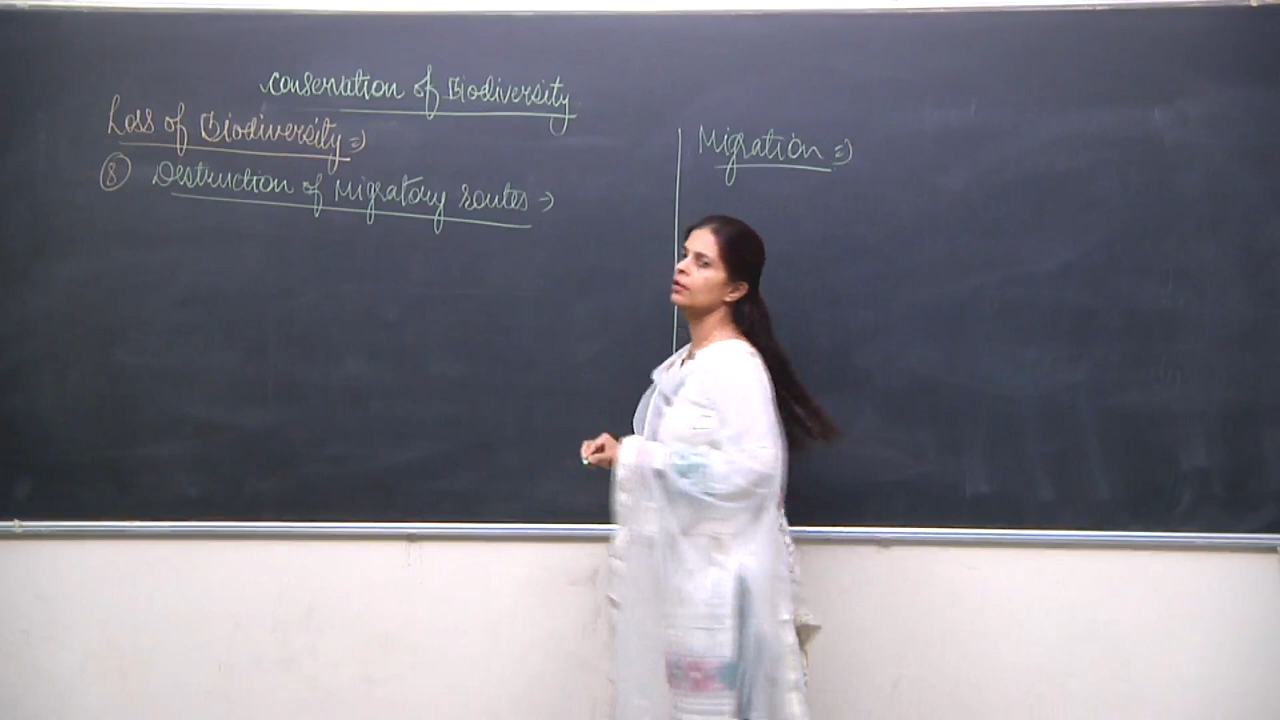 Conservation of Biodiversity
Loss of Biodiversity ⇒
⑧ Destruction of Migratory routes →
Migration ⇒